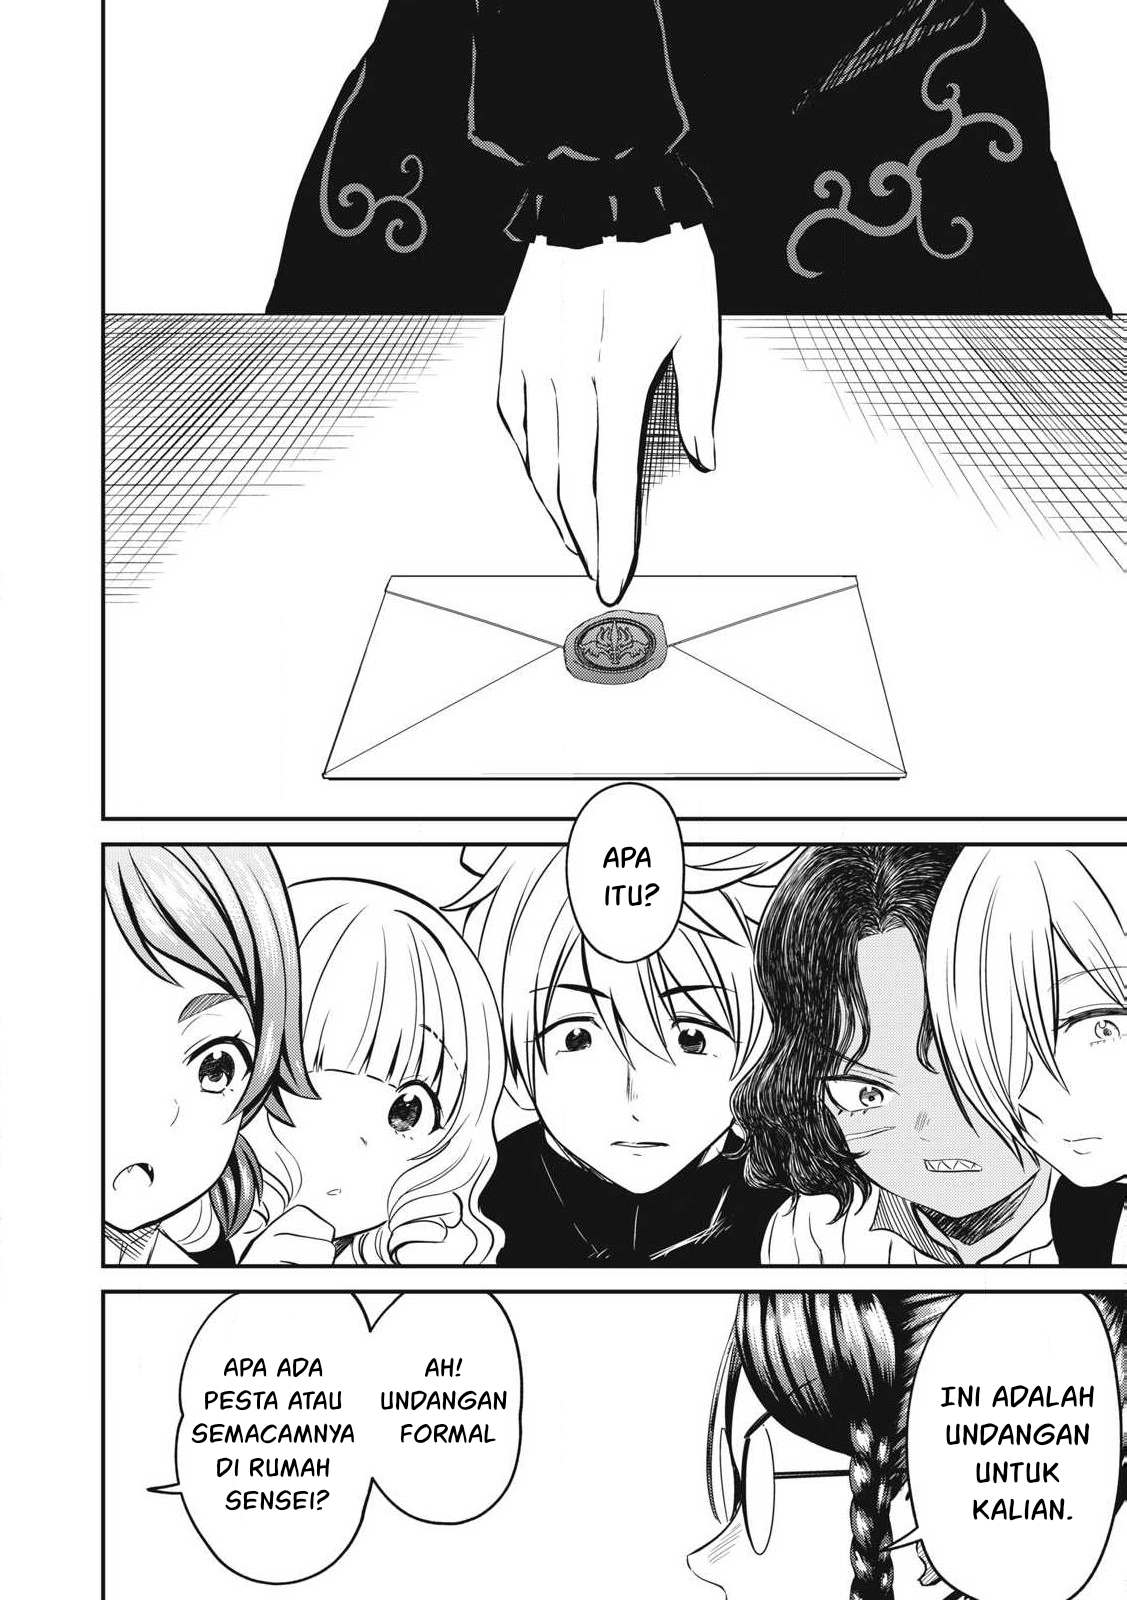 APA
ITU?
INI ADALAH
UNDANGAN
UNTUK
KALIAN.
AH!
UNDANGAN
FORMAL
APA ADA
PESTA ATAU
SEMACAMNYA
DI RUMAH
SENSEI?